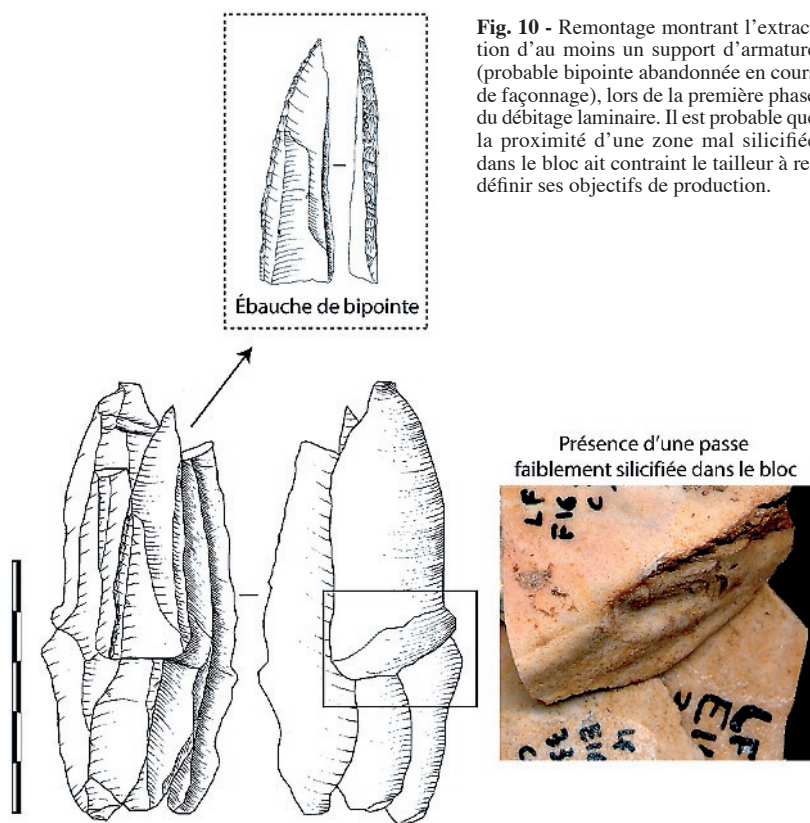 Fig. 10 - Remontage montrant l'extrac
tion d'au moins un support d'armature
(probable bipointe abandonnée en cours
de façonnage), lors de la première phase
du débitage laminaire. Il est probable que
la proximité d'une zone mal silicifiée
dans le bloc ait contraint le tailleur à re
définir ses objectifs de production.
Ébauche de bipointe
Présence d'une passe
faiblement silicifiée dans le bloc
LF
F16
C
LF